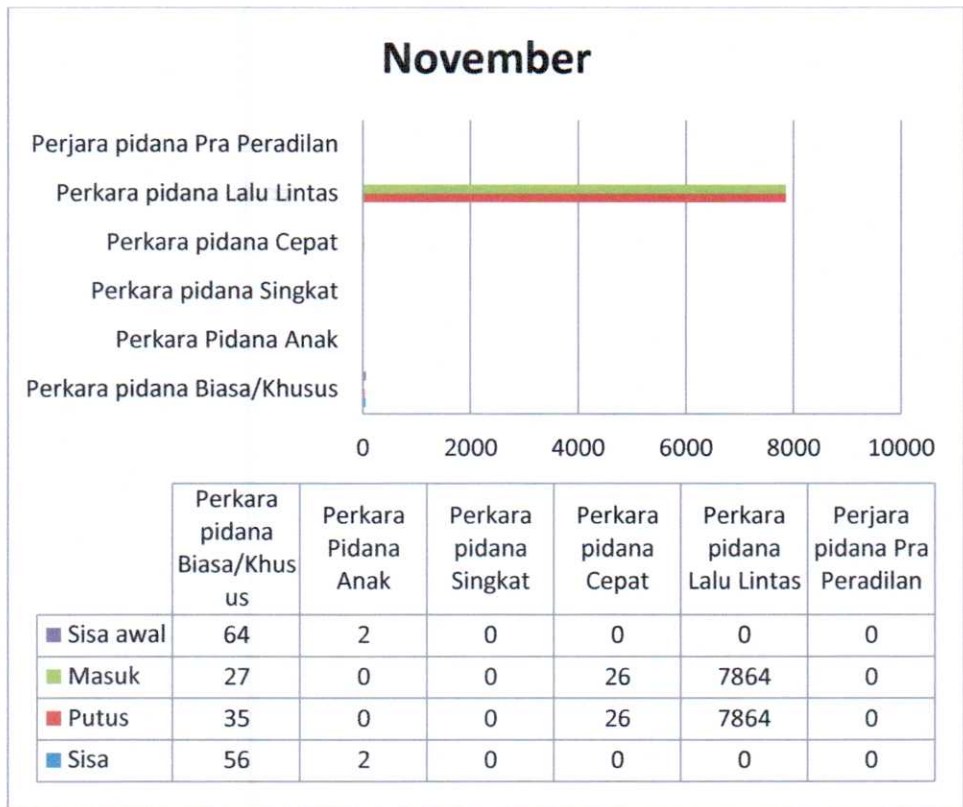 November
Perjara pidana Pra Peradilan
Perkara pidana Lalu Lintas
Perkara pidana Cepat
Perkara pidana Singkat
Perkara Pidana Anak
Perkara pidana Biasa/Khusus
0 2000 4000 6000 8000 10000
Perkara pidana Biasa/Khus us
Perkara Pidana Anak
Perkara pidana Singkat
Perkara pidana Cepat
Perkara pidana Lalu Lintas
Perjara pidana Pra Peradilan
Sisa awal 64 2 0 0 0 0
Masuk 27 0 0 26 7864 0
Putus 35 0 0 26 7864 0
Sisa 56 2 0 0 0 0